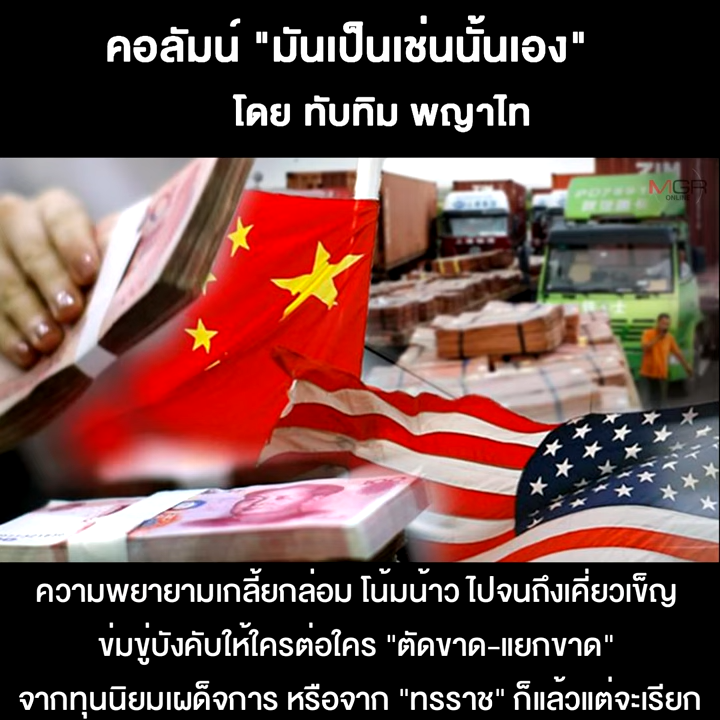 คอลัมน์ "มันเป็นเช่นนั้นเอง"
โดย ทับทิม พญาไท
ZIM
MGR
ONLINE
ความพยายามเกลี้ยกล่อม โน้มน้าว ไปจนถึงเคี่ยวเข็ญ
ข่มขู่บังคับให้ใครต่อใคร "ตัดขาด-แยกขาด"
จากทุนนิยมเผด็จการ หรือจาก "ทรราช" ก็แล้วแต่จะเรียก